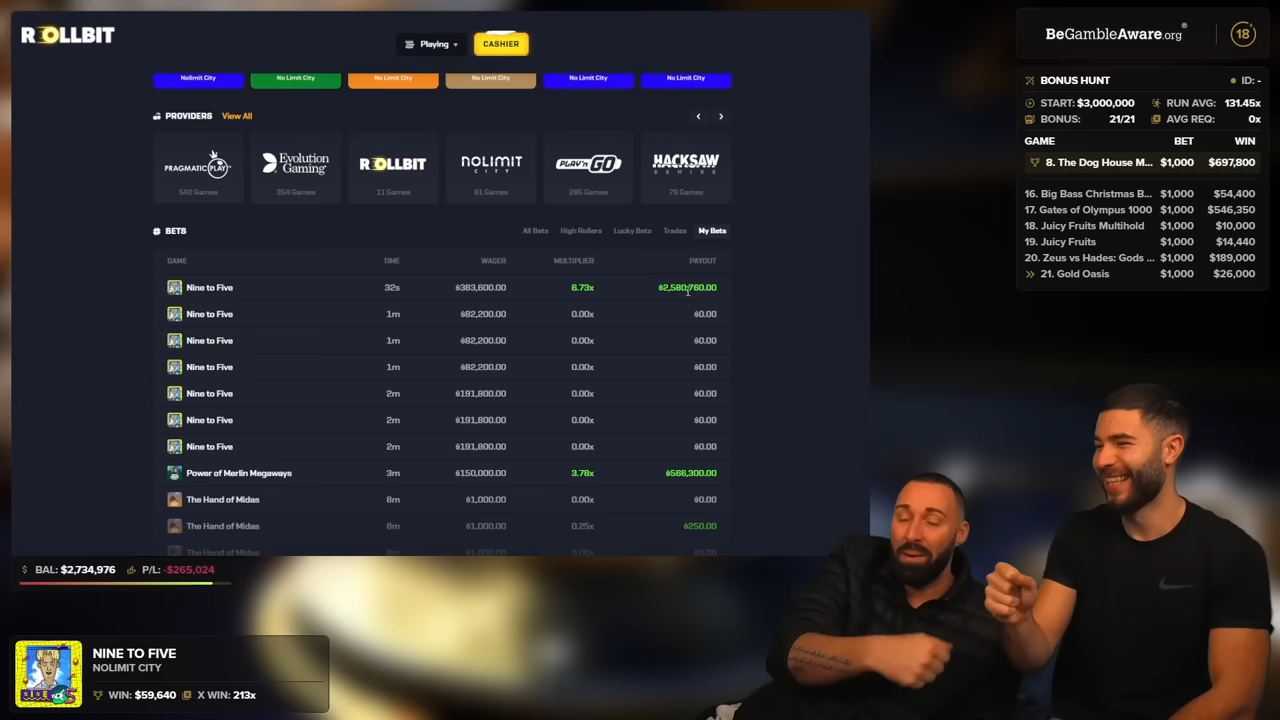 ROLLBIT
Playing
CASHIER
Nolimit City
No Limit City
No Limit City
No Limit City
No Limit City
No Limit City
PROVIDERS View All
PRAGMATIC PLAY
Evolution Gaming
ROLLBIT
NOLIMIT CITY
PLAY'n GO
HACKSAW GAMING
542 Games
354 Games
11 Games
81 Games
285 Games
79 Games
BETS
All Bets High Rollers Lucky Bets Trades My Bets
GAME TIME WAGER MULTIPLIER PAYOUT
Nine to Five 32s $383,600.00 6.73x $2,580,760.00
Nine to Five 1m $82,200.00 0.00x $0.00
Nine to Five 1m $82,200.00 0.00x $0.00
Nine to Five 1m $82,200.00 0.00x $0.00
Nine to Five 2m $191,800.00 0.00x $0.00
Nine to Five 2m $191,800.00 0.00x $0.00
Nine to Five 2m $191,800.00 0.00x $0.00
Power of Merlin Megaways 3m $150,000.00 3.78x $566,300.00
The Hand of Midas 8m $1,000.00 0.00x $0.00
The Hand of Midas 8m $1,000.00 0.25x $250.00
The Hand of Midas
BeGambleAware.org® 18+
BONUS HUNT ID: -
START: $3,000,000 RUN AVG: 131.45x
BONUS: 21/21 AVG REQ: 0x
GAME BET WIN
8. The Dog House M... $1,000 $697,800
16. Big Bass Christmas B... $1,000 $54,400
17. Gates of Olympus 1000 $1,000 $546,350
18. Juicy Fruits Multihold $1,000 $10,000
19. Juicy Fruits $1,000 $14,440
20. Zeus vs Hades: Gods ... $1,000 $189,000
21. Gold Oasis $1,000 $26,000
$ BAL: $2,734,976 P/L: -$265,024
NINE TO FIVE
NOLIMIT CITY
WIN: $59,640 X WIN: 213x